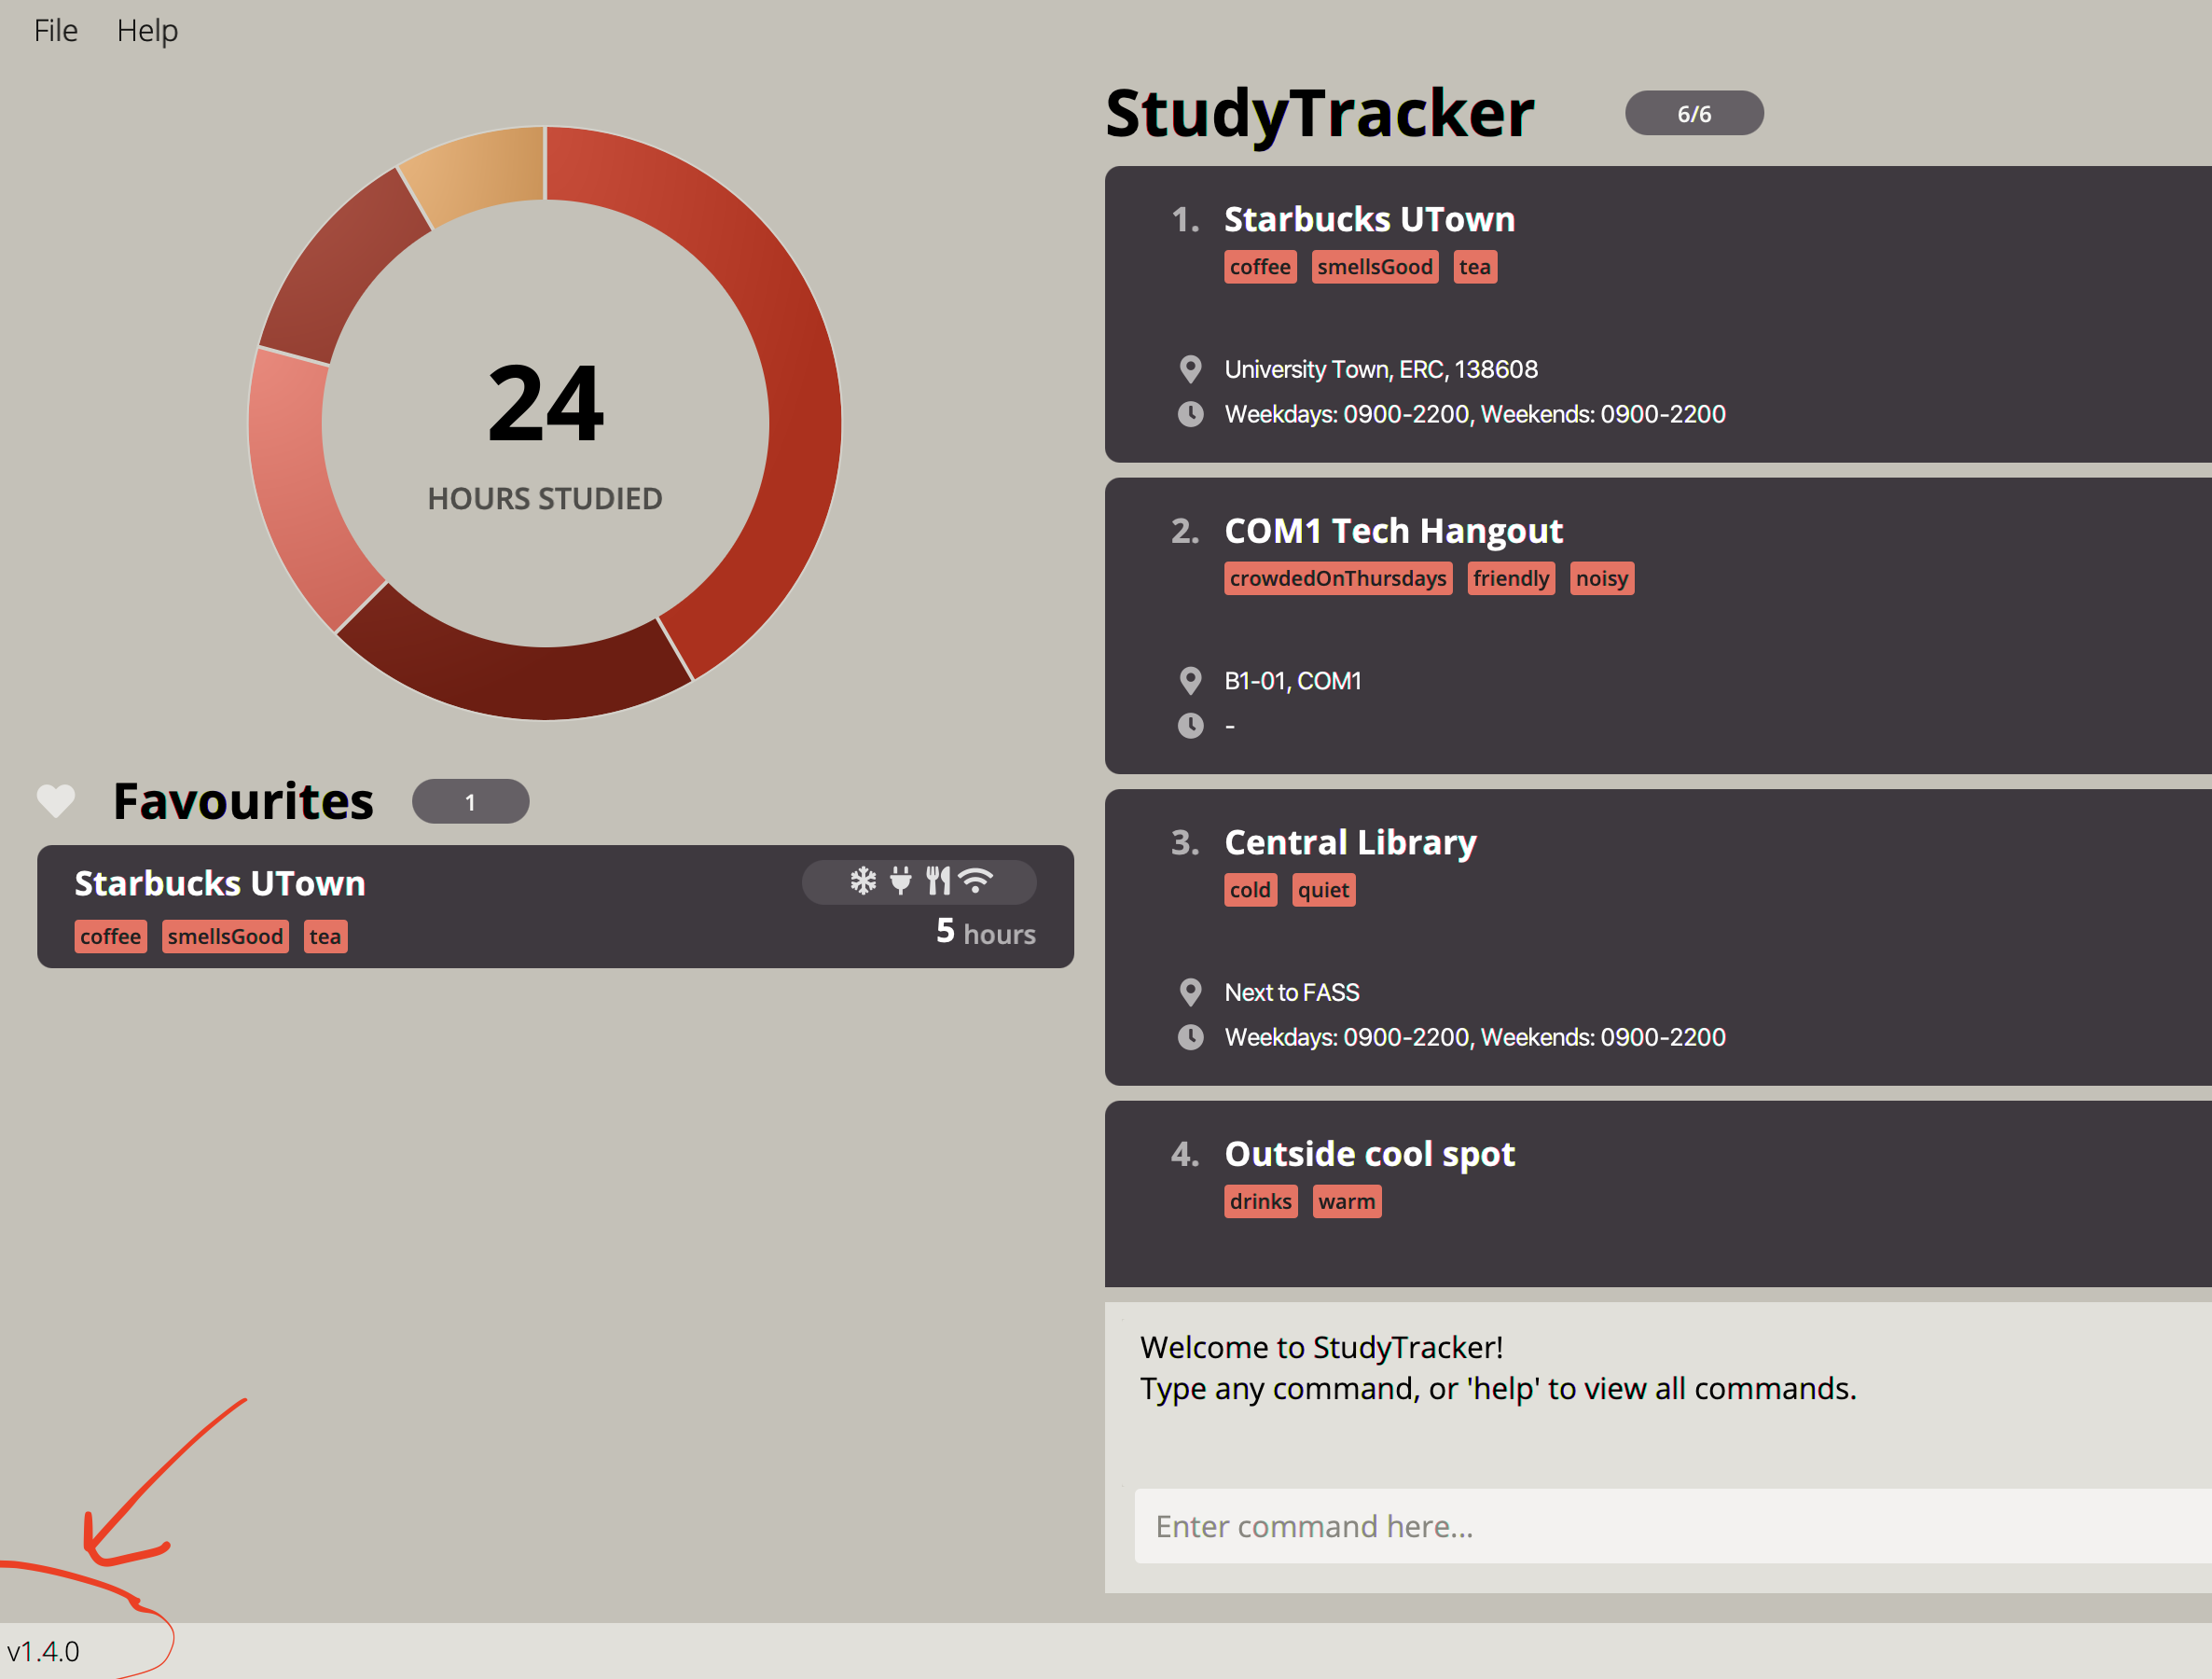 File Help
24
HOURS STUDIED
Favourites 1
Starbucks UTown
coffee smellsGood tea
5 hours
StudyTracker 6/6
1. Starbucks UTown
coffee smellsGood tea
University Town, ERC, 138608
Weekdays: 0900-2200, Weekends: 0900-2200
2. COM1 Tech Hangout
crowdedOnThursdays friendly noisy
B1-01, COM1
-
3. Central Library
cold quiet
Next to FASS
Weekdays: 0900-2200, Weekends: 0900-2200
4. Outside cool spot
drinks warm
Welcome to StudyTracker!
Type any command, or 'help' to view all commands.
Enter command here...
v1.4.0